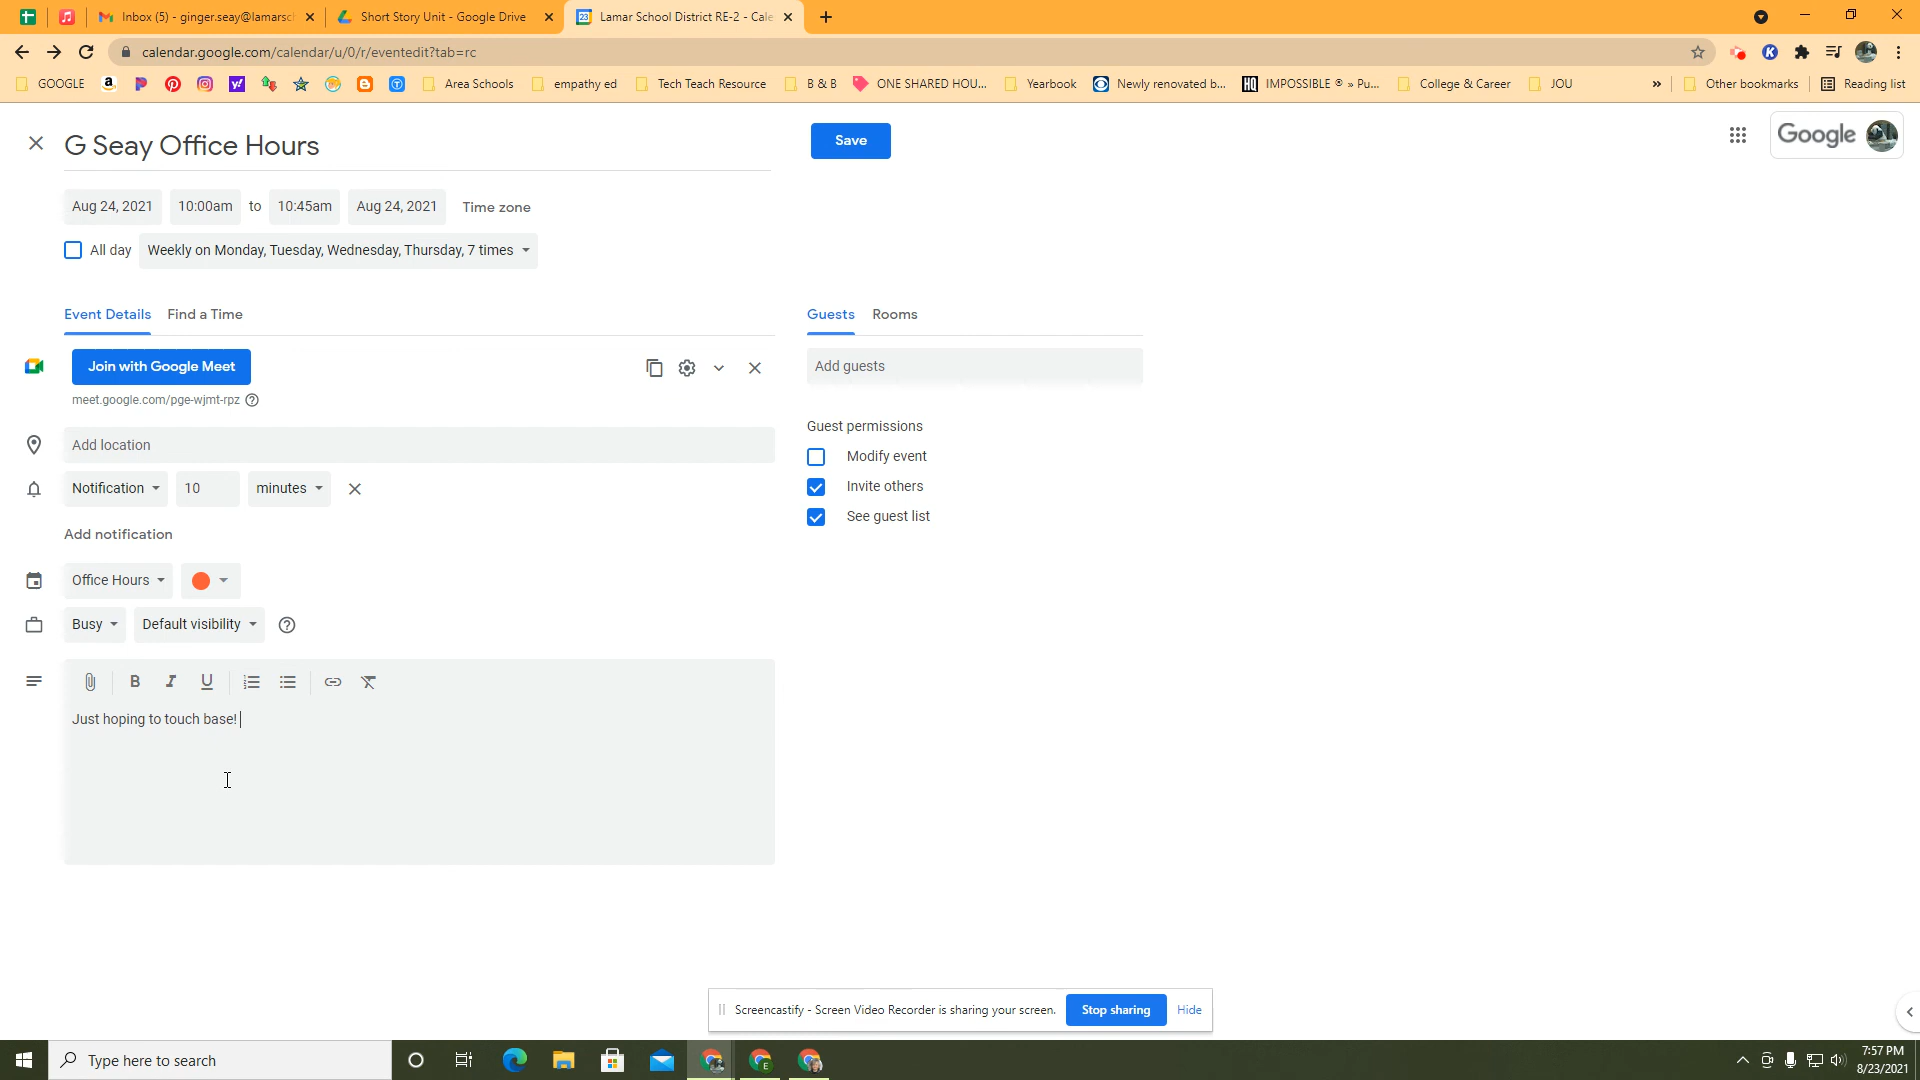 Inbox (5) - ginger.seay@lamarsc
Short Story Unit - Google Drive
Lamar School District RE-2 - Cale
calendar.google.com/calendar/u/0/r/eventedit?tab=rc
GOOGLE
Area Schools
empathy ed
Tech Teach Resource
B & B
ONE SHARED HOU...
Yearbook
Newly renovated b...
IMPOSSIBLE ® » Pu...
College & Career
JOU
»
Other bookmarks
Reading list
G Seay Office Hours
Save
Google
Aug 24, 2021 10:00am to 10:45am Aug 24, 2021 Time zone
All day Weekly on Monday, Tuesday, Wednesday, Thursday, 7 times
Event Details Find a Time
Guests Rooms
Join with Google Meet
meet.google.com/pge-wjmt-rpz
Add guests
Guest permissions
Modify event
Invite others
See guest list
Add location
Notification 10 minutes
Add notification
Office Hours
Busy Default visibility
B I U
Just hoping to touch base!
Screencastify - Screen Video Recorder is sharing your screen. Stop sharing Hide
Type here to search
7:57 PM
8/23/2021